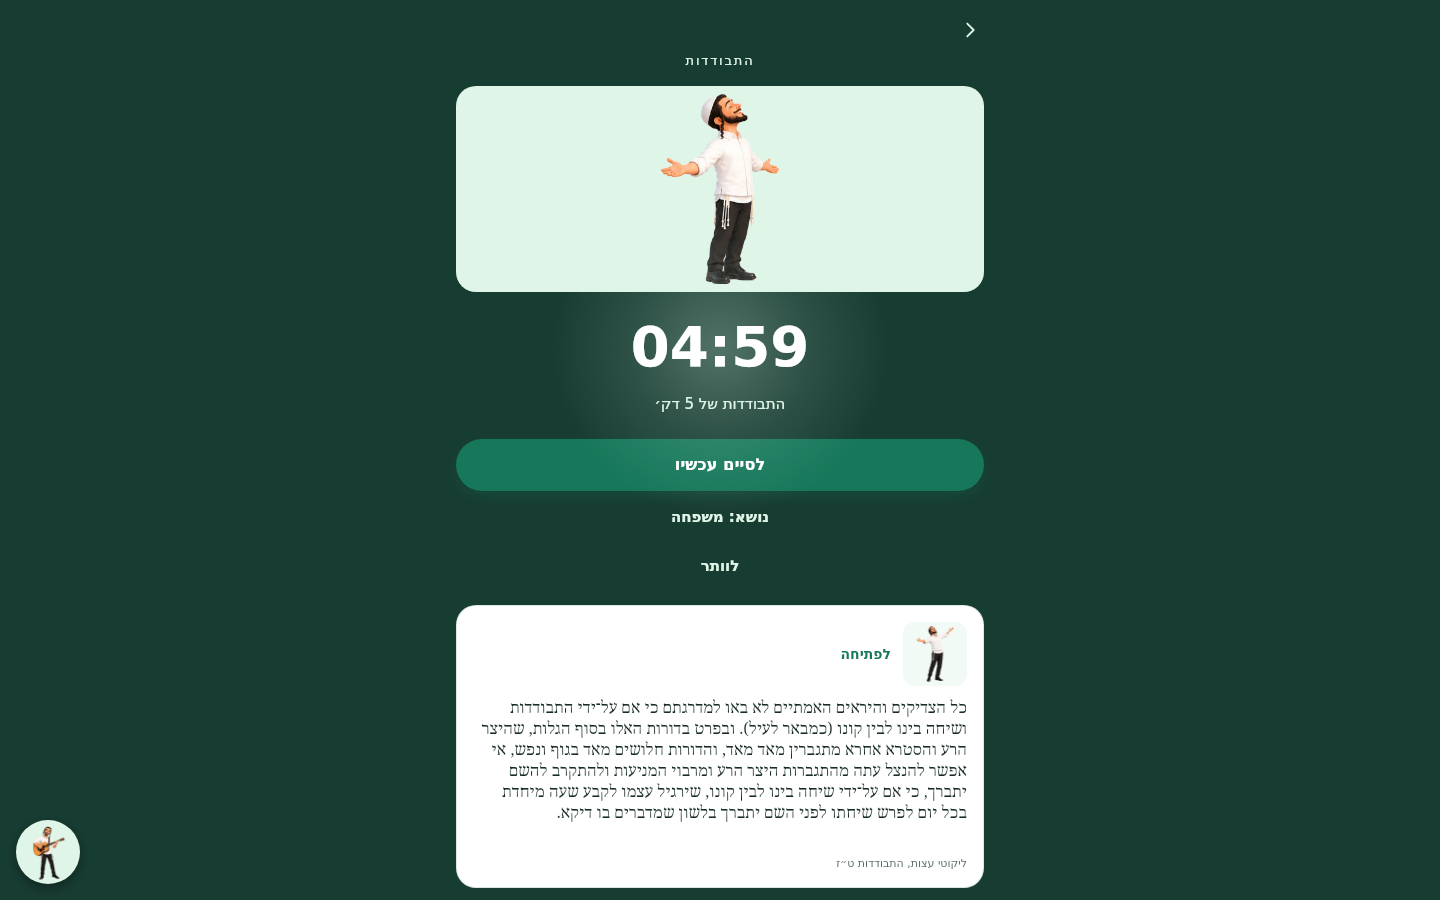 התבודדות
04:59
התבודדות של 5 דק׳
לסיים עכשיו
נושא: משפחה
לוותר
לפתיחה
כל הצדיקים והיראים האמתיים לא באו למדרגתם כי אם על־ידי התבודדות
ושיחה בינו לבין קונו (כמבאר לעיל). ובפרט בדורות האלו בסוף הגלות, שהיצר
הרע והסטרא אחרא מתגברין מאד מאד, והדורות חלושים מאד בגוף ונפש, אי
אפשר להנצל עתה מהתגברות היצר הרע ומרבוי המניעות ולהתקרב להשם
יתברך, כי אם על־ידי שיחה בינו לבין קונו, שירגיל עצמו לקבע שעה מיחדת
בכל יום לפרש שיחתו לפני השם יתברך בלשון שמדברים בו דיקא.
ליקוטי עצות, התבודדות ט״ז